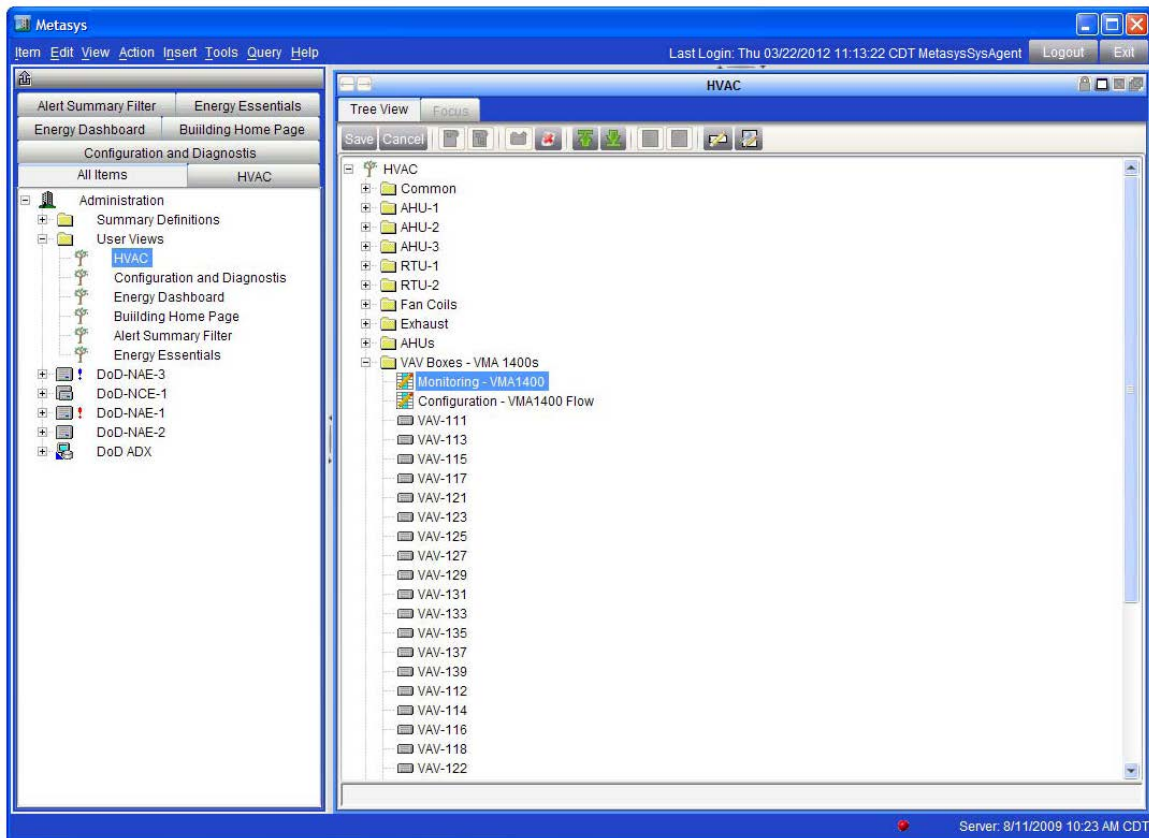 Metasys
Item Edit View Action Insert Tools Query Help
Last Login: Thu 03/22/2012 11:13:22 CDT MetasysSysAgent Logout Exit
Alert Summary Filter Energy Essentials
Energy Dashboard Buiilding Home Page
Configuration and Diagnostis
All Items HVAC
Administration
Summary Definitions
User Views
HVAC
Configuration and Diagnostis
Energy Dashboard
Buiilding Home Page
Alert Summary Filter
Energy Essentials
DoD-NAE-3
DoD-NCE-1
DoD-NAE-1
DoD-NAE-2
DoD ADX
HVAC
Tree View Focus
Save Cancel
HVAC
Common
AHU-1
AHU-2
AHU-3
RTU-1
RTU-2
Fan Coils
Exhaust
AHUs
VAV Boxes - VMA 1400s
Monitoring - VMA1400
Configuration - VMA1400 Flow
VAV-111
VAV-113
VAV-115
VAV-117
VAV-121
VAV-123
VAV-125
VAV-127
VAV-129
VAV-131
VAV-133
VAV-135
VAV-137
VAV-139
VAV-112
VAV-114
VAV-116
VAV-118
VAV-122
Server: 8/11/2009 10:23 AM CDT